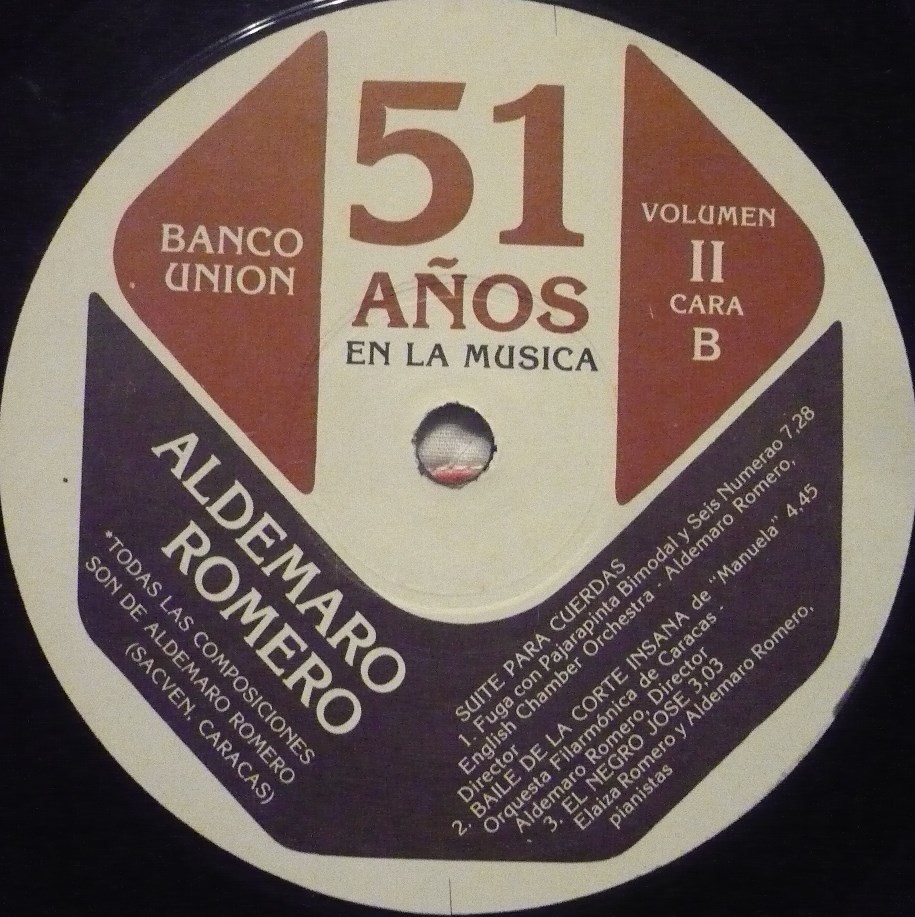 51
AÑOS
EN LA MUSICA
BANCO
UNION
VOLUMEN
II
CARA
B
ALDEMARO
ROMERO
*TODAS LAS COMPOSICIONES
SON DE ALDEMARO ROMERO
(SACVEN, CARACAS)
SUITE PARA CUERDAS
1. Fuga con Pajarapinta Bimodal y Seis Numerao 7,28
English Chamber Orchestra - Aldemaro Romero,
Director
2. BAILE DE LA CORTE INSANA de "Manuela" 4,45
Orquesta Filarmónica de Caracas -
Aldemaro Romero, Director
3. EL NEGRO JOSE 3,03
Elaiza Romero y Aldemaro Romero,
pianistas